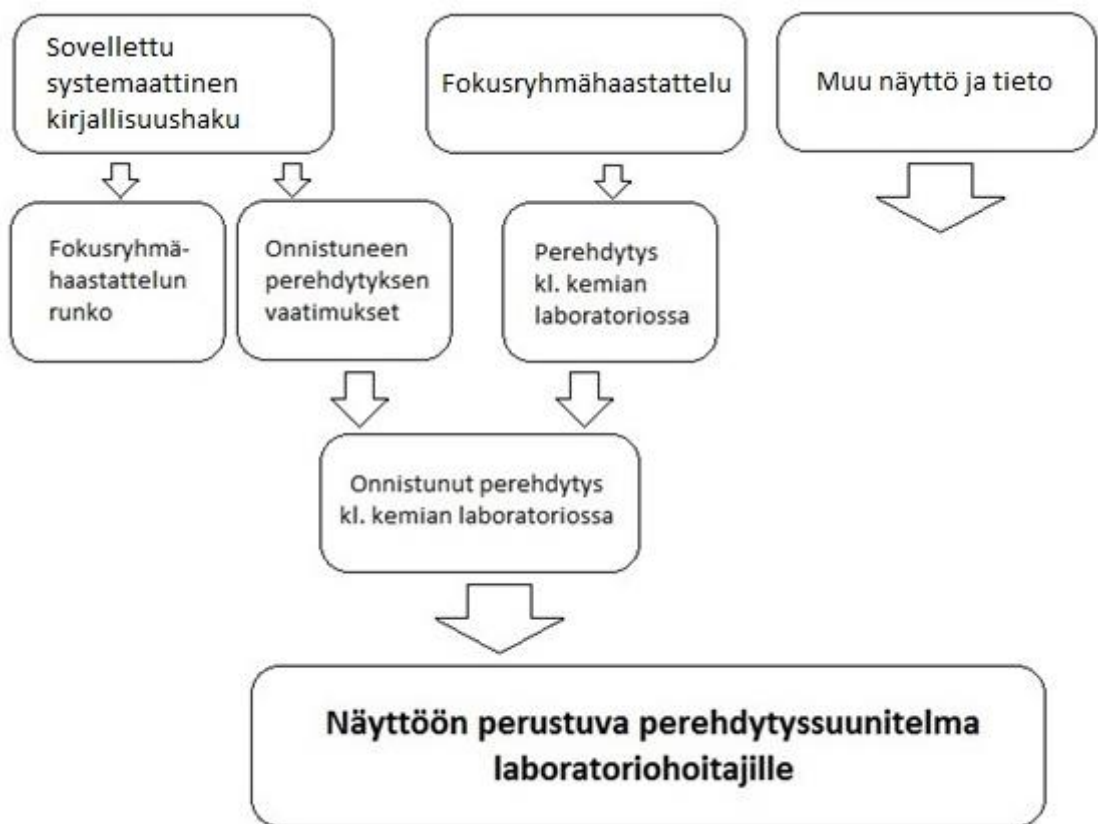 Sovellettu
systemaattinen
kirjallisuushaku
Fokusryhmähaastattelu
Muu näyttö ja tieto
Fokusryhmä-
haastattelun
runko
Onnistuneen
perehdytyksen
vaatimukset
Perehdytys
kl. kemian
laboratoriossa
Onnistunut perehdytys
kl. kemian laboratoriossa
Näyttöön perustuva perehdytyssuunitelma
laboratoriohoitajille